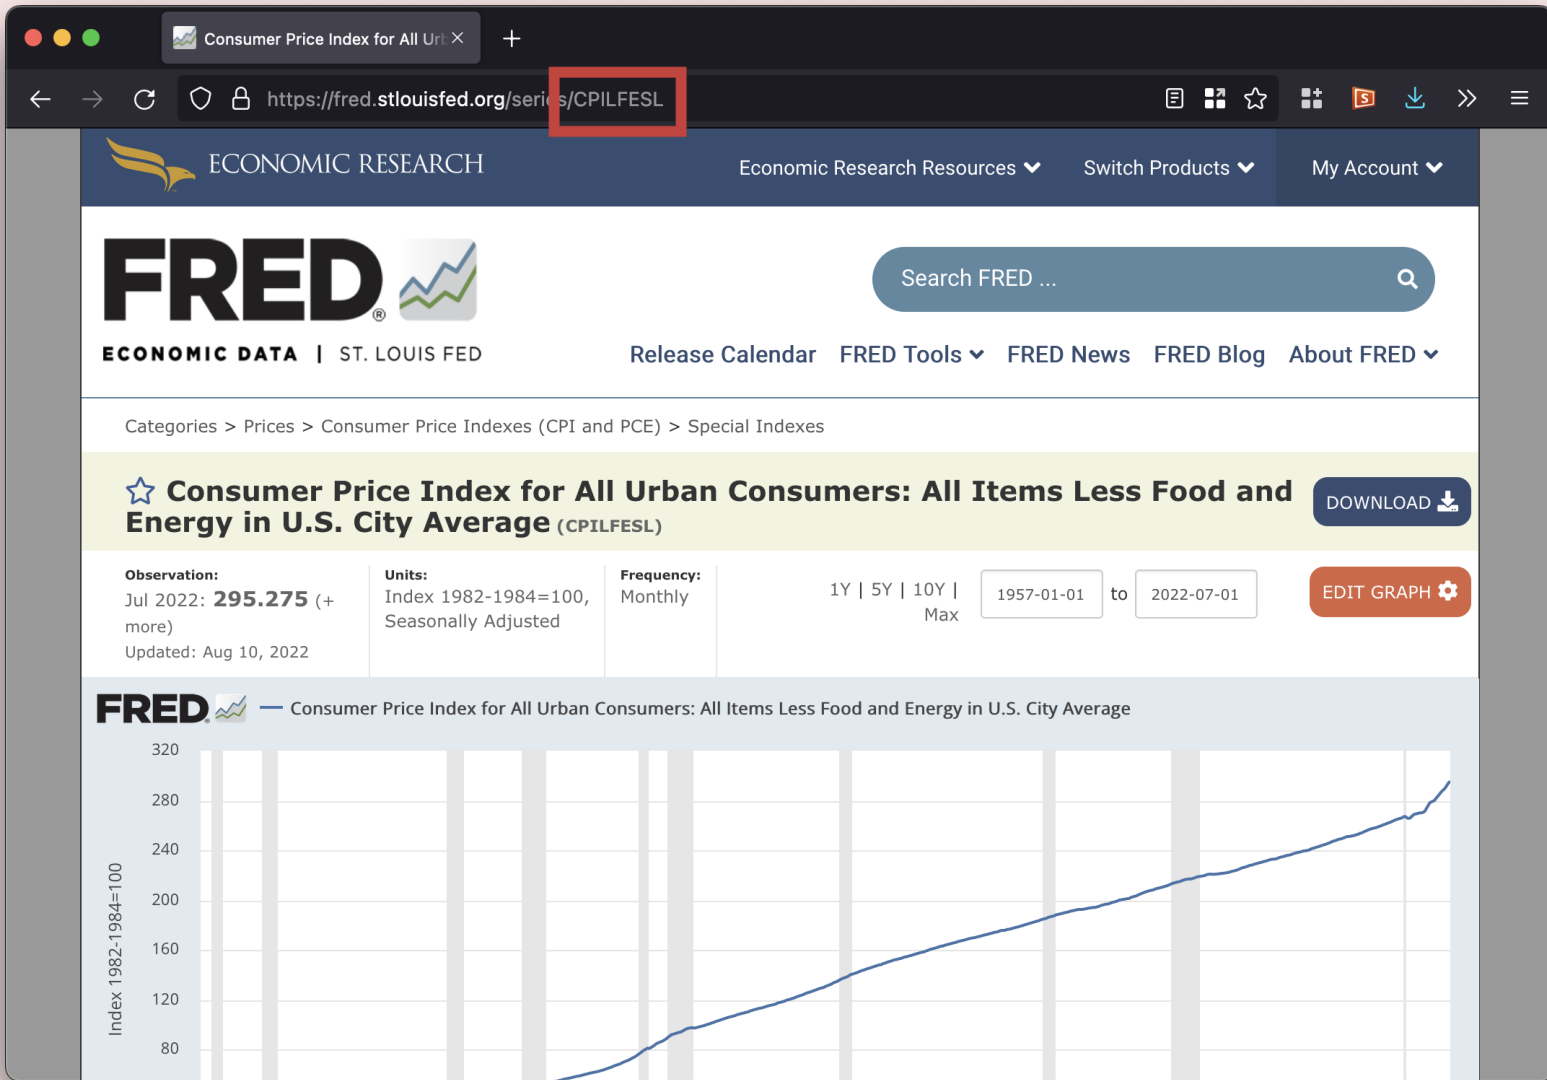 Consumer Price Index for All Urb
https://fred.stlouisfed.org/series/CPILFESL
ECONOMIC RESEARCH
Economic Research Resources
Switch Products
My Account
FRED®
ECONOMIC DATA | ST. LOUIS FED
Search FRED ...
Release Calendar
FRED Tools
FRED News
FRED Blog
About FRED
Categories > Prices > Consumer Price Indexes (CPI and PCE) > Special Indexes
Consumer Price Index for All Urban Consumers: All Items Less Food and
Energy in U.S. City Average (CPILFESL)
DOWNLOAD
Observation:
Jul 2022: 295.275 (+
more)
Updated: Aug 10, 2022
Units:
Index 1982-1984=100,
Seasonally Adjusted
Frequency:
Monthly
1Y | 5Y | 10Y |
Max
1957-01-01 to 2022-07-01
EDIT GRAPH
FRED
Consumer Price Index for All Urban Consumers: All Items Less Food and Energy in U.S. City Average
320
280
240
200
160
120
80
Index 1982-1984=100